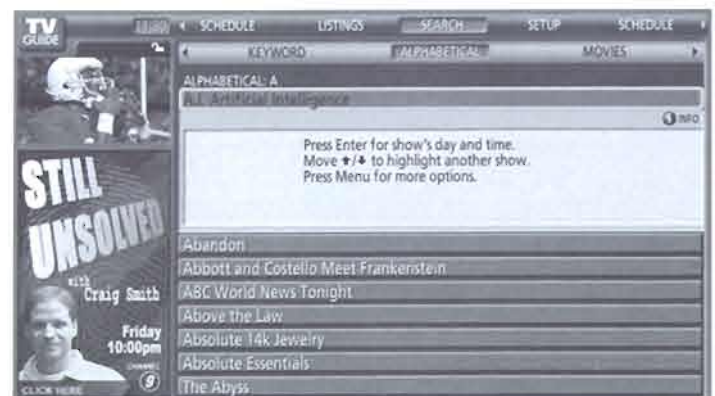 TV
GUIDE
SCHEDULE LISTINGS SEARCH SETUP SCHEDULE
KEYWORD ALPHABETICAL MOVIES
ALPHABETICAL: A
A.I. Artificial Intelligence
INFO
Press Enter for show's day and time.
Move ↑/↓ to highlight another show.
Press Menu for more options.
Abandon
Abbott and Costello Meet Frankenstein
ABC World News Tonight
Above the Law
Absolute 14k Jewelry
Absolute Essentials
The Abyss
STILL
UNSOLVED
with
Craig Smith
Friday
10:00pm
CHANNEL
9
CLICK HERE